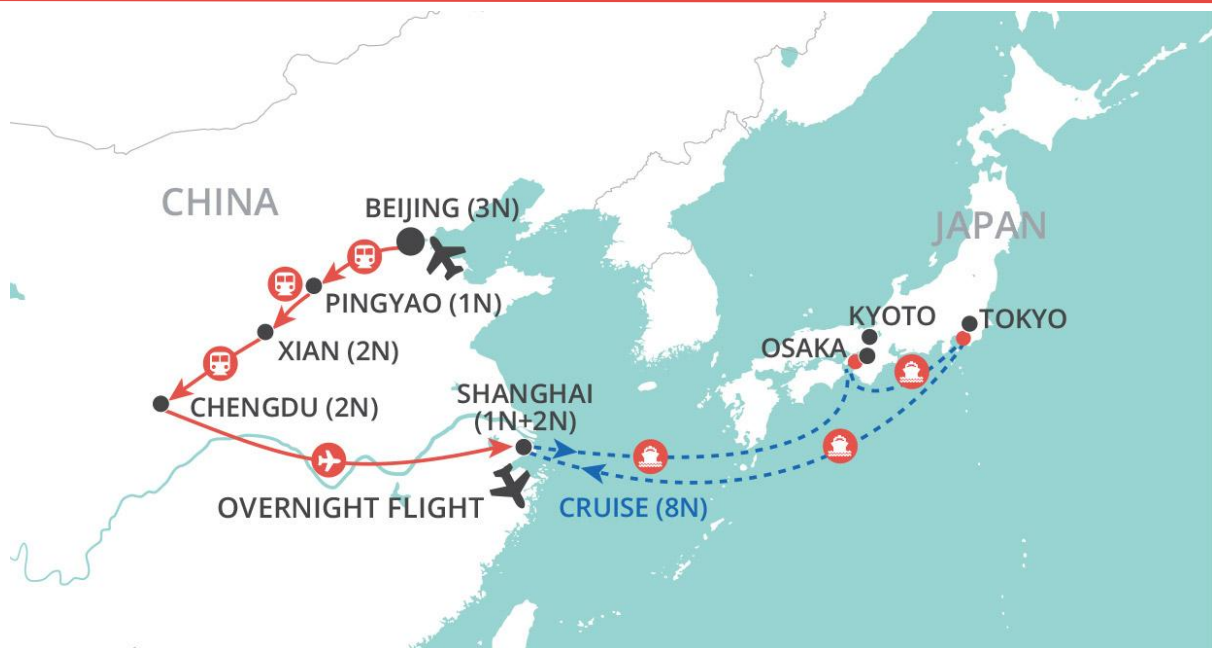 CHINA
BEIJING (3N)
PINGYAO (1N)
XIAN (2N)
CHENGDU (2N)
SHANGHAI
(1N+2N)
OVERNIGHT FLIGHT
CRUISE (8N)
JAPAN
KYOTO
TOKYO
OSAKA